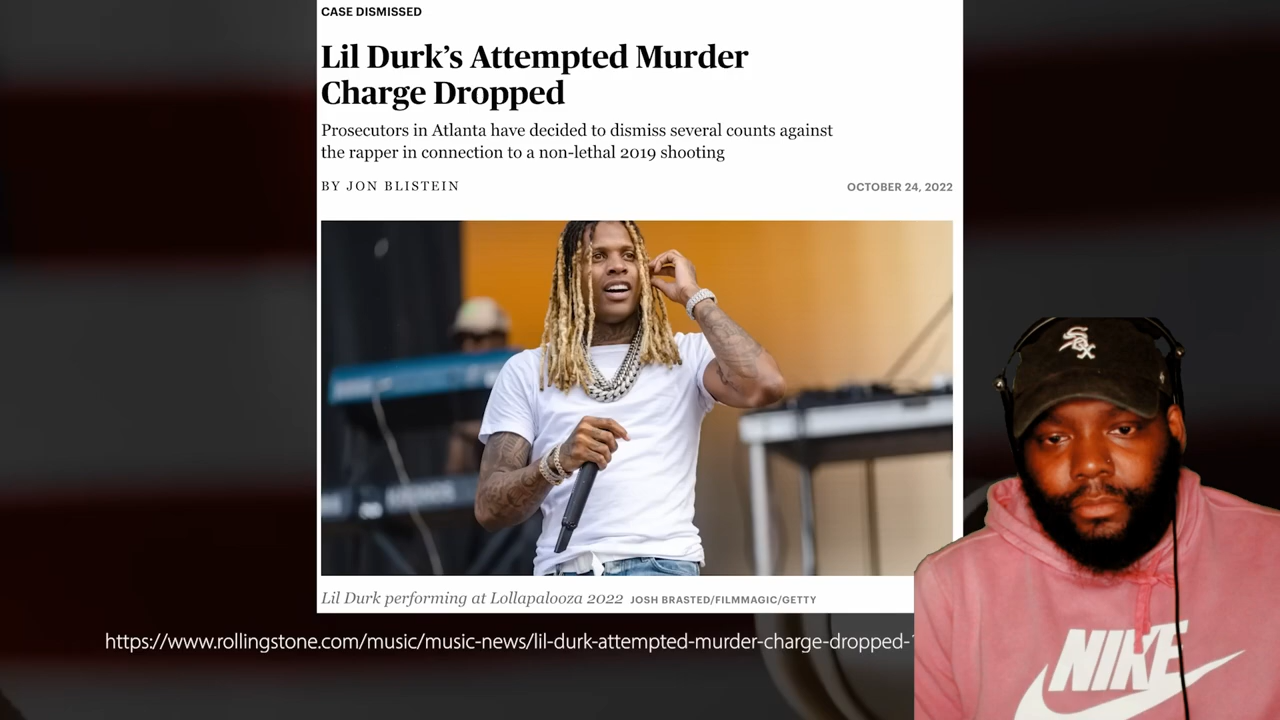 CASE DISMISSED
Lil Durk's Attempted Murder
Charge Dropped
Prosecutors in Atlanta have decided to dismiss several counts against
the rapper in connection to a non-lethal 2019 shooting
BY JON BLISTEIN
OCTOBER 24, 2022
Sox
Lil Durk performing at Lollapalooza 2022 JOSH BRASTED/FILMMAGIC/GETTY
https://www.rollingstone.com/music/music-news/lil-durk-attempted-murder-charge-dropped-
NIKE